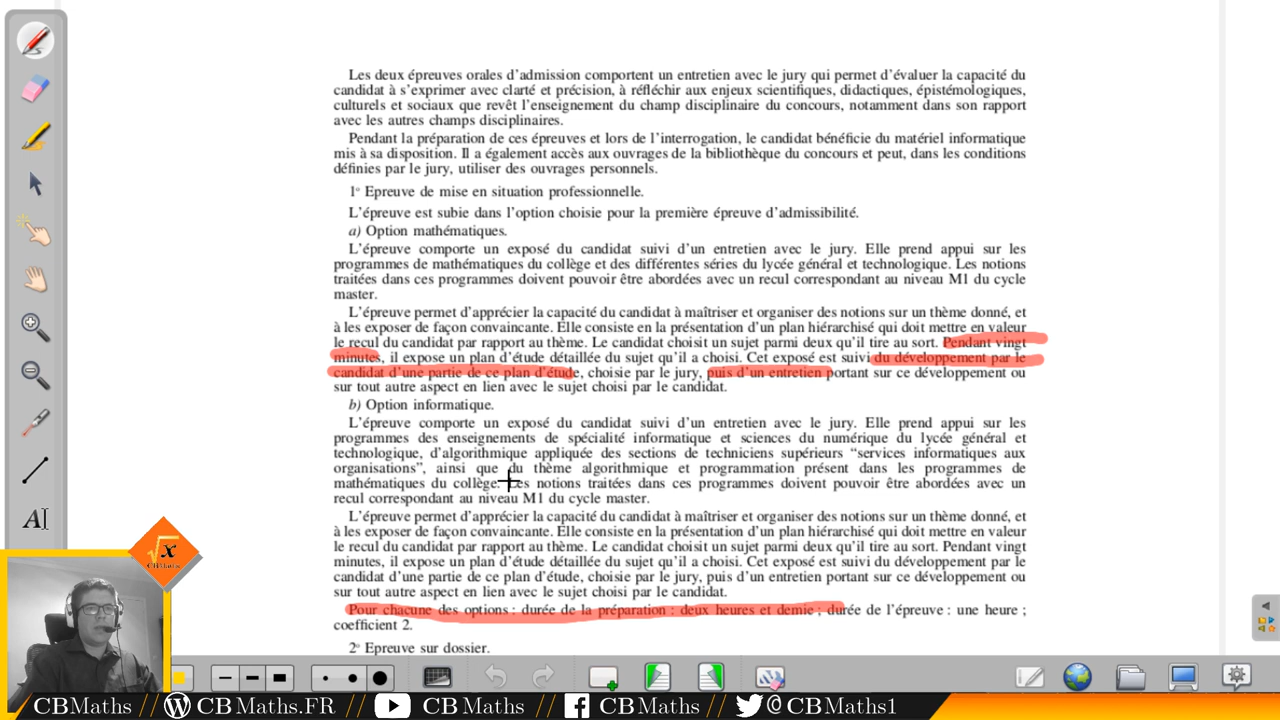 Les deux épreuves orales d’admission comportent un entretien avec le jury qui permet d’évaluer la capacité du
candidat à s’exprimer avec clarté et précision, à réfléchir aux enjeux scientifiques, didactiques, épistémologiques,
culturels et sociaux que revêt l’enseignement du champ disciplinaire du concours, notamment dans son rapport
avec les autres champs disciplinaires.
Pendant la préparation de ces épreuves et lors de l’interrogation, le candidat bénéficie du matériel informatique
mis à sa disposition. Il a également accès aux ouvrages de la bibliothèque du concours et peut, dans les conditions
définies par le jury, utiliser des ouvrages personnels.
1° Epreuve de mise en situation professionnelle.
L’épreuve est subie dans l’option choisie pour la première épreuve d’admissibilité.
a) Option mathématiques.
L’épreuve comporte un exposé du candidat suivi d’un entretien avec le jury. Elle prend appui sur les
programmes de mathématiques du collège et des différentes séries du lycée général et technologique. Les notions
traitées dans ces programmes doivent pouvoir être abordées avec un recul correspondant au niveau M1 du cycle
master.
L’épreuve permet d’apprécier la capacité du candidat à maîtriser et organiser des notions sur un thème donné, et
à les exposer de façon convaincante. Elle consiste en la présentation d’un plan hiérarchisé qui doit mettre en valeur
le recul du candidat par rapport au thème. Le candidat choisit un sujet parmi deux qu’il tire au sort. Pendant vingt
minutes, il expose un plan d’étude détaillée du sujet qu’il a choisi. Cet exposé est suivi du développement par le
candidat d’une partie de ce plan d’étude, choisie par le jury, puis d’un entretien portant sur ce développement ou
sur tout autre aspect en lien avec le sujet choisi par le candidat.
b) Option informatique.
L’épreuve comporte un exposé du candidat suivi d’un entretien avec le jury. Elle prend appui sur les
programmes des enseignements de spécialité informatique et sciences du numérique du lycée général et
technologique, d’algorithmique appliquée des sections de techniciens supérieurs “services informatiques aux
organisations”, ainsi que du thème algorithmique et programmation présent dans les programmes de
mathématiques du collège. Les notions traitées dans ces programmes doivent pouvoir être abordées avec un
recul correspondant au niveau M1 du cycle master.
L’épreuve permet d’apprécier la capacité du candidat à maîtriser et organiser des notions sur un thème donné, et
à les exposer de façon convaincante. Elle consiste en la présentation d’un plan hiérarchisé qui doit mettre en valeur
le recul du candidat par rapport au thème. Le candidat choisit un sujet parmi deux qu’il tire au sort. Pendant vingt
minutes, il expose un plan d’étude détaillée du sujet qu’il a choisi. Cet exposé est suivi du développement par le
candidat d’une partie de ce plan d’étude, choisie par le jury, puis d’un entretien portant sur ce développement ou
sur tout autre aspect en lien avec le sujet choisi par le candidat.
Pour chacune des options : durée de la préparation : deux heures et demie ; durée de l’épreuve : une heure ;
coefficient 2.
2° Epreuve sur dossier.
AI
√x
CBMaths
CBMaths CBMaths.FR CBMaths CBMaths @CBMaths1